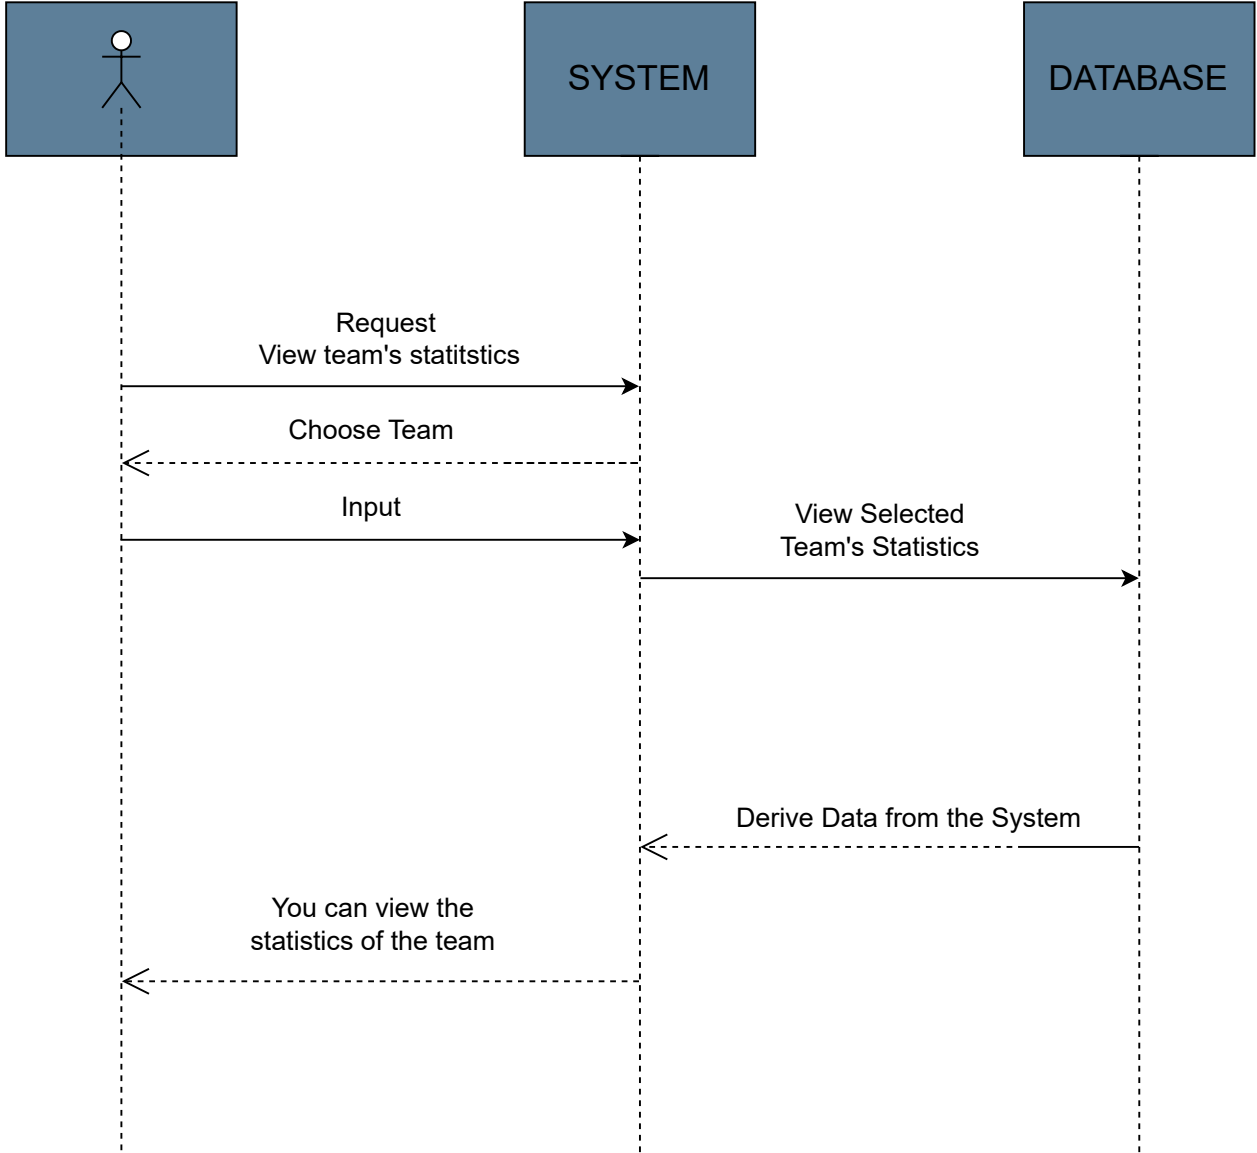 SYSTEM
DATABASE
Request
View team's statitstics
Choose Team
Input
View Selected
Team's Statistics
Derive Data from the System
You can view the
statistics of the team